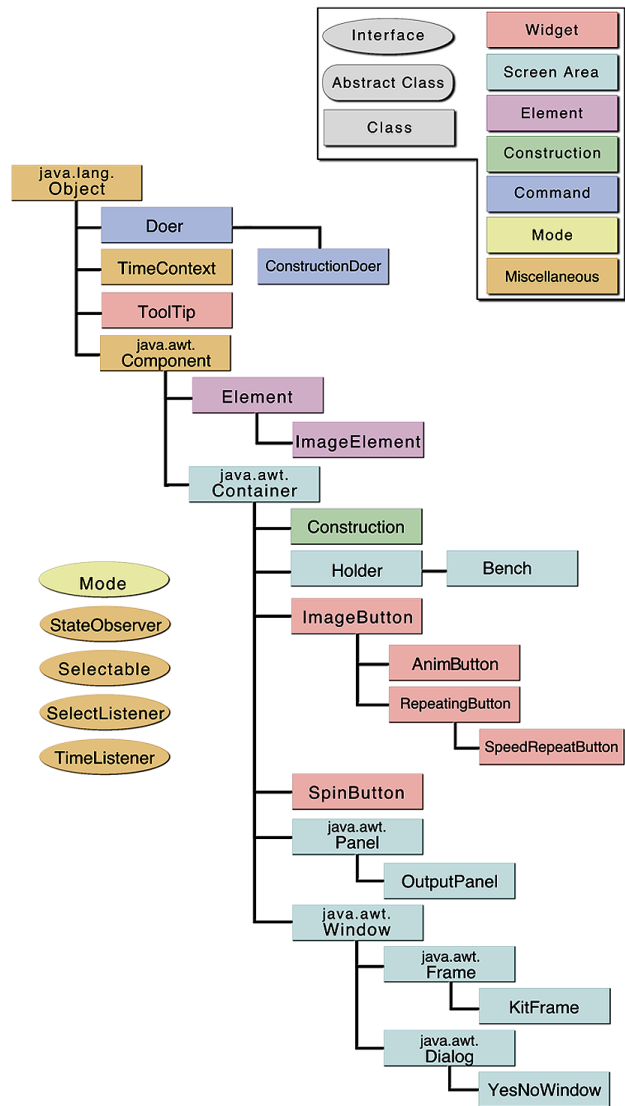 Interface
Abstract Class
Class
Widget
Screen Area
Element
Construction
Command
Mode
Miscellaneous
java.lang.
Object
Doer
ConstructionDoer
TimeContext
ToolTip
java.awt.
Component
Element
ImageElement
java.awt.
Container
Construction
Holder
Bench
ImageButton
AnimButton
RepeatingButton
SpeedRepeatButton
SpinButton
java.awt.
Panel
OutputPanel
java.awt.
Window
java.awt.
Frame
KitFrame
java.awt.
Dialog
YesNoWindow
Mode
StateObserver
Selectable
SelectListener
TimeListener